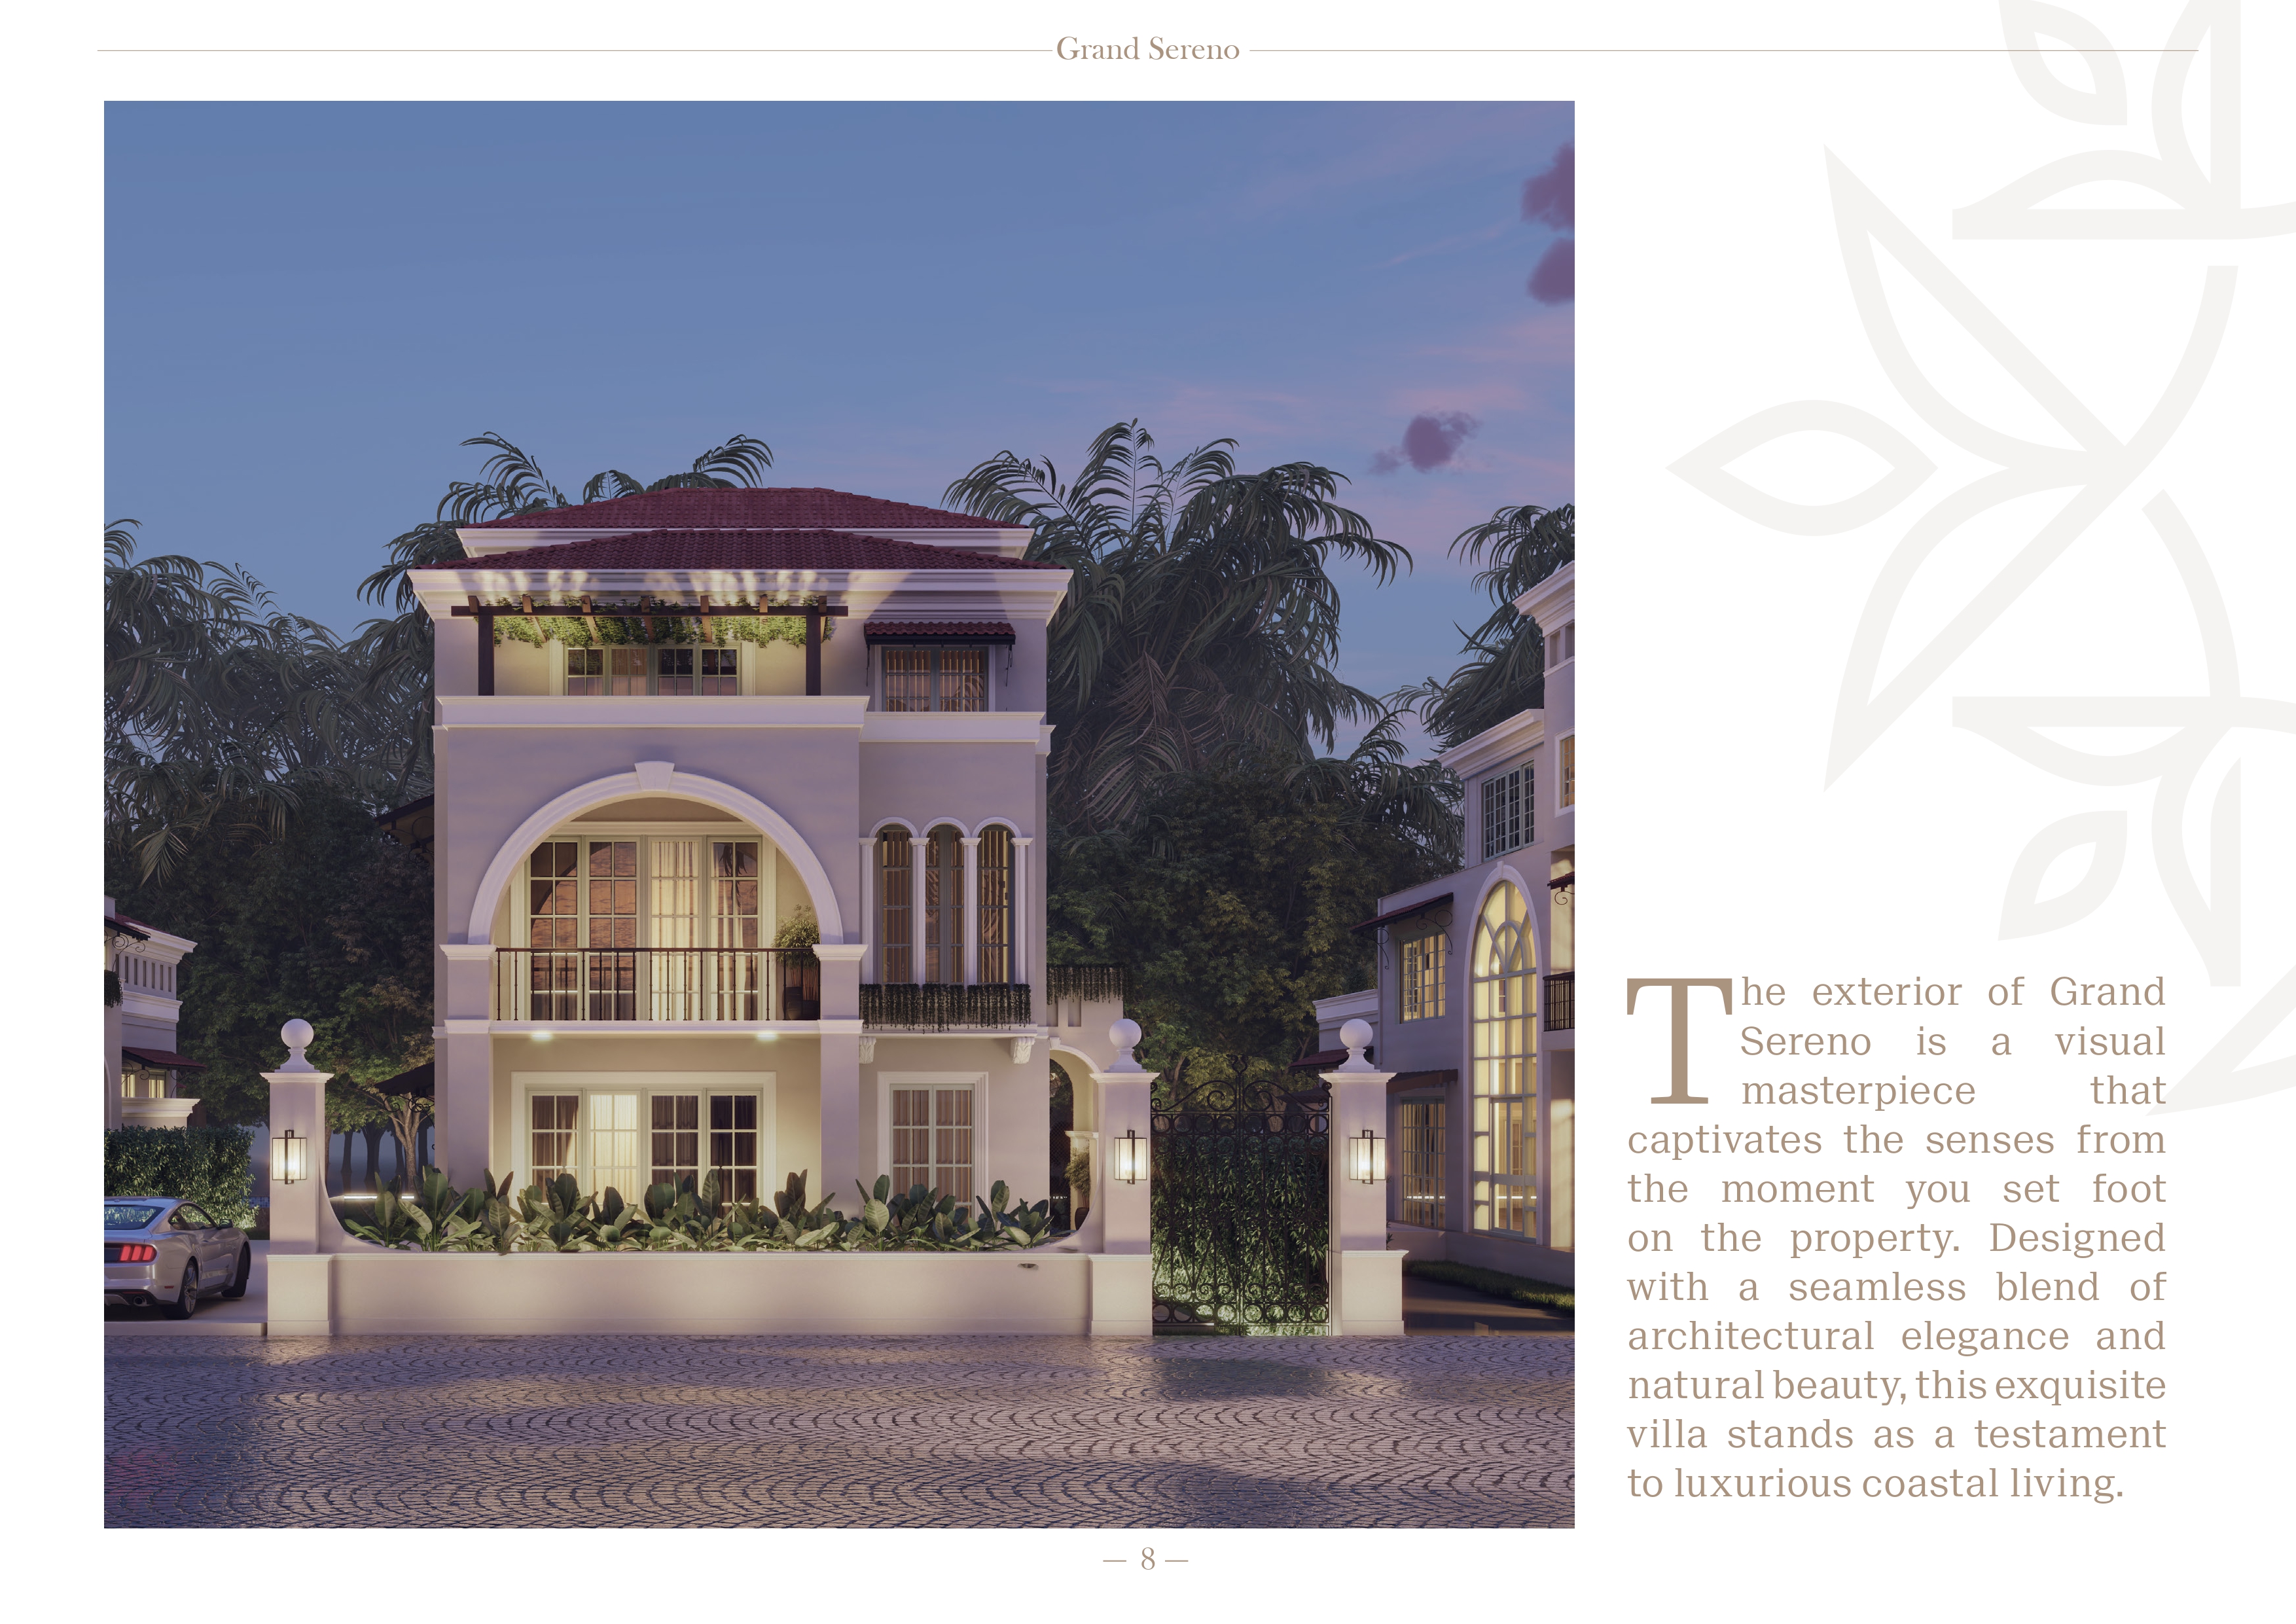 Grand Sereno
The exterior of Grand
Sereno is a visual
masterpiece that
captivates the senses from
the moment you set foot
on the property. Designed
with a seamless blend of
architectural elegance and
natural beauty, this exquisite
villa stands as a testament
to luxurious coastal living.
— 8 —